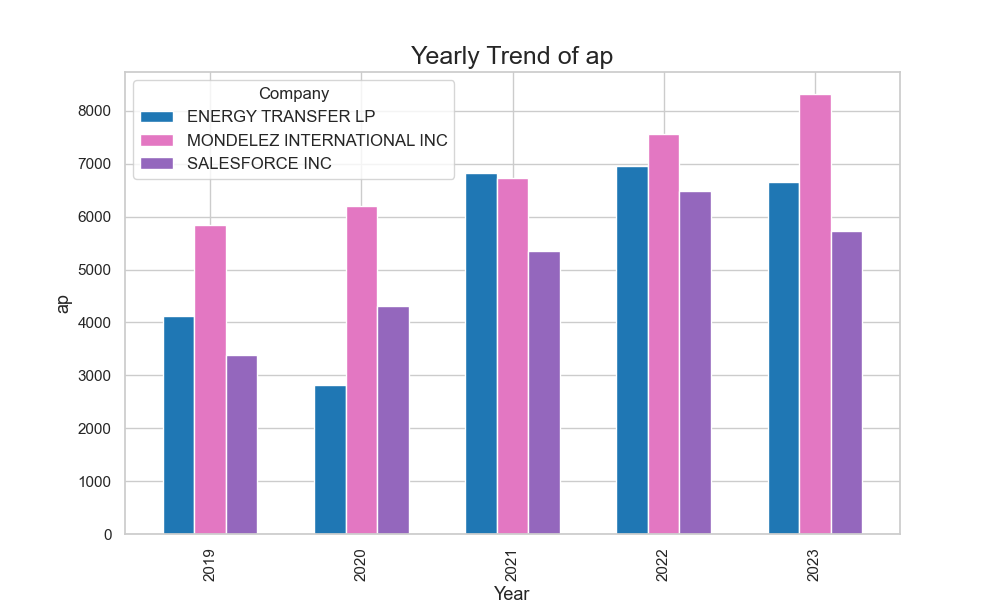 Yearly Trend of ap
Company
ENERGY TRANSFER LP
MONDELEZ INTERNATIONAL INC
SALESFORCE INC
8000
7000
6000
5000
4000
3000
2000
1000
0
ap
2019
2020
2021
2022
2023
Year